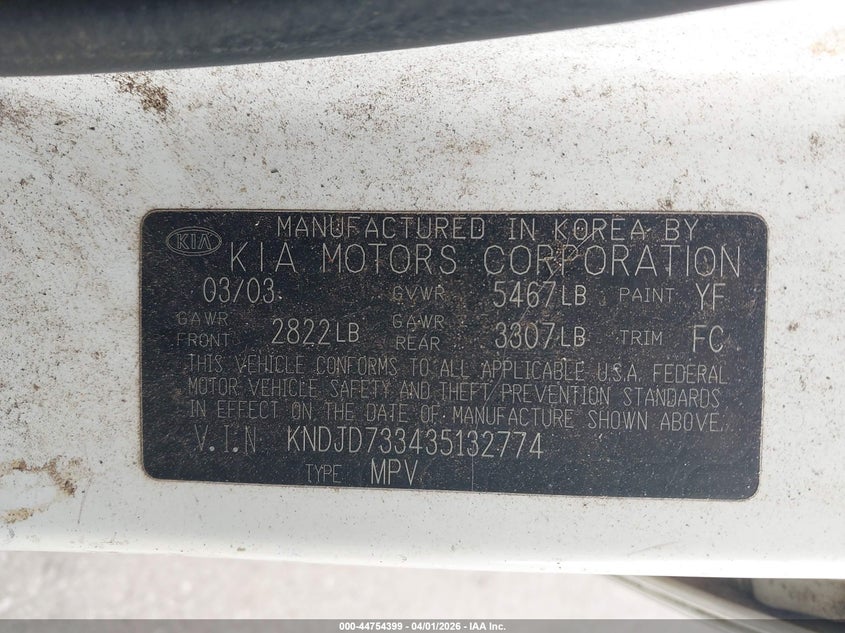 MANUFACTURED IN KOREA BY
KIA KIA MOTORS CORPORATION
03/03 GVWR 5467LB PAINT YF
GAWR FRONT 2822LB GAWR REAR 3307LB TRIM FC
THIS VEHICLE CONFORMS TO ALL APPLICABLE U.S.A. FEDERAL
MOTOR VEHICLE SAFETY AND THEFT PREVENTION STANDARDS
IN EFFECT ON THE DATE OF MANUFACTURE SHOWN ABOVE.
V.I.N KNDJD733435132774
TYPE MPV
000-44754399 - 04/01/2026 - IAA Inc.